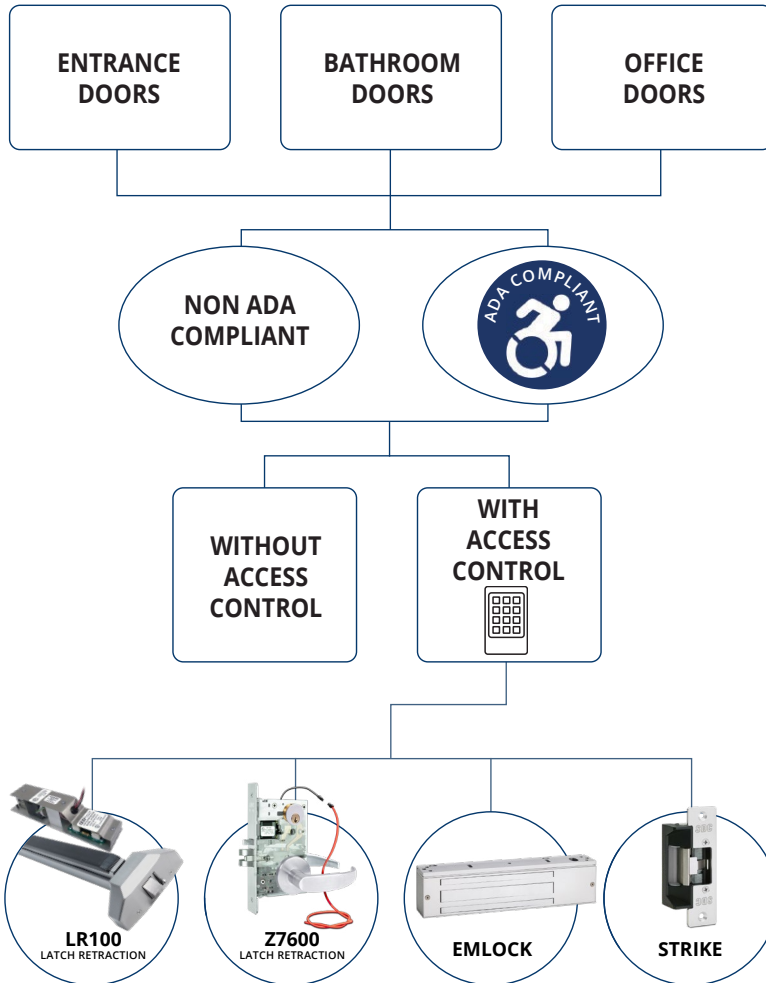 ENTRANCE
DOORS
BATHROOM
DOORS
OFFICE
DOORS
NON ADA
COMPLIANT
ADA COMPLIANT
WITHOUT
ACCESS
CONTROL
WITH
ACCESS
CONTROL
LR100
LATCH RETRACTION
Z7600
LATCH RETRACTION
EMLOCK
SDC
STRIKE